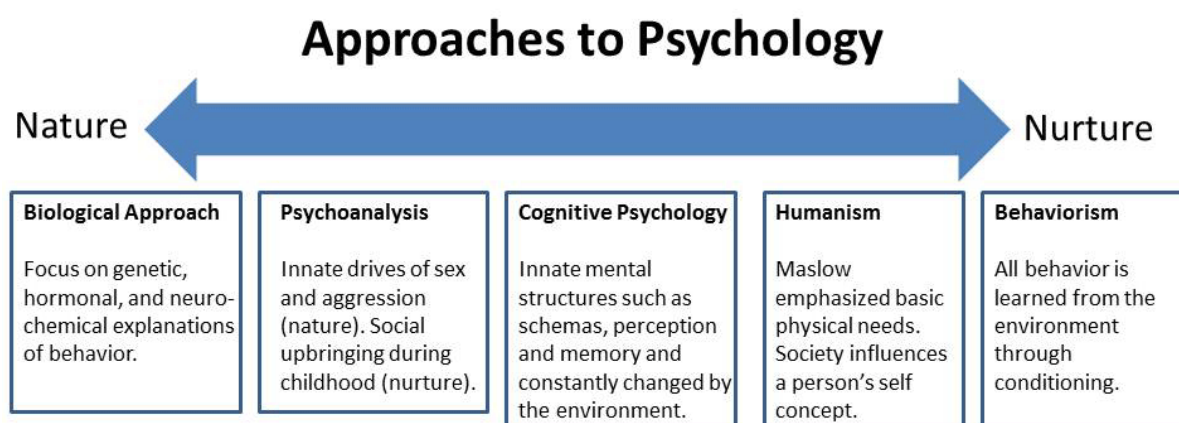 Approaches to Psychology
Nature
Nurture
Biological Approach
Focus on genetic,
hormonal, and neuro-
chemical explanations
of behavior.
Psychoanalysis
Innate drives of sex
and aggression
(nature). Social
upbringing during
childhood (nurture).
Cognitive Psychology
Innate mental
structures such as
schemas, perception
and memory and
constantly changed by
the environment.
Humanism
Maslow
emphasized basic
physical needs.
Society influences
a person’s self
concept.
Behaviorism
All behavior is
learned from the
environment
through
conditioning.